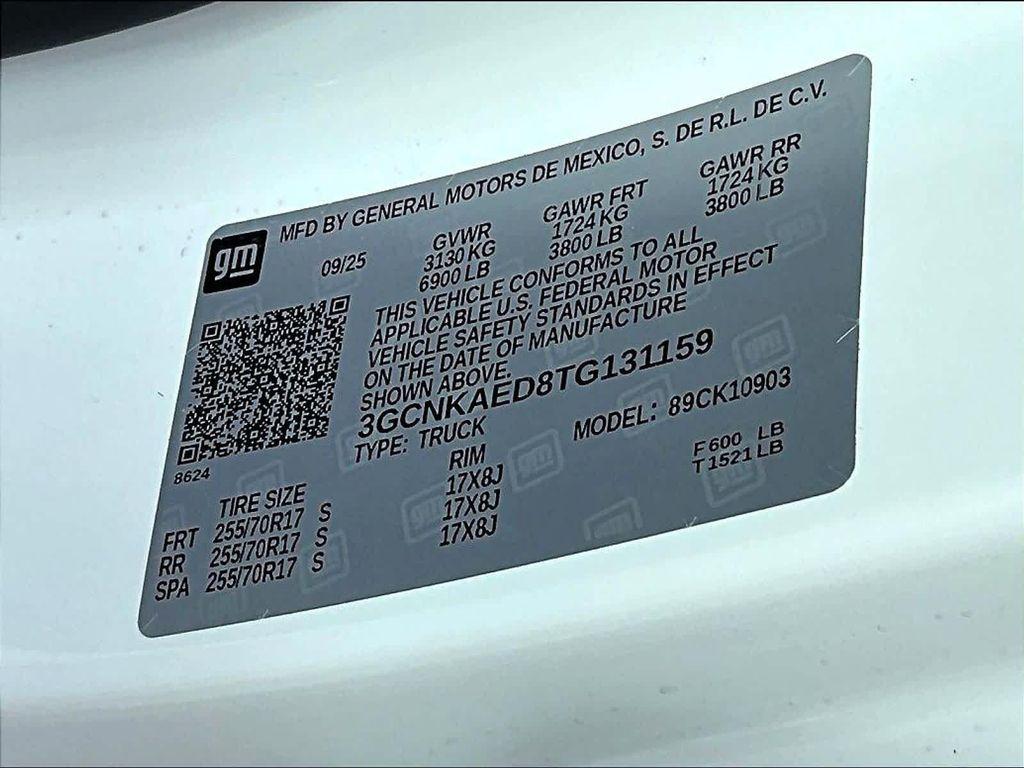 gm
MFD BY GENERAL MOTORS DE MEXICO, S. DE R.L. DE C.V.
09/25
GVWR
3130 KG
6900 LB
GAWR FRT
1724 KG
3800 LB
GAWR RR
1724 KG
3800 LB
THIS VEHICLE CONFORMS TO ALL
APPLICABLE U.S. FEDERAL MOTOR
VEHICLE SAFETY STANDARDS IN EFFECT
ON THE DATE OF MANUFACTURE
SHOWN ABOVE.
3GCNKAED8TG131159
TYPE: TRUCK
MODEL: 89CK10903
8624
TIRE SIZE RIM
FRT 255/70R17 S 17X8J
RR 255/70R17 S 17X8J
SPA 255/70R17 S 17X8J
F 600 LB
T 1521 LB